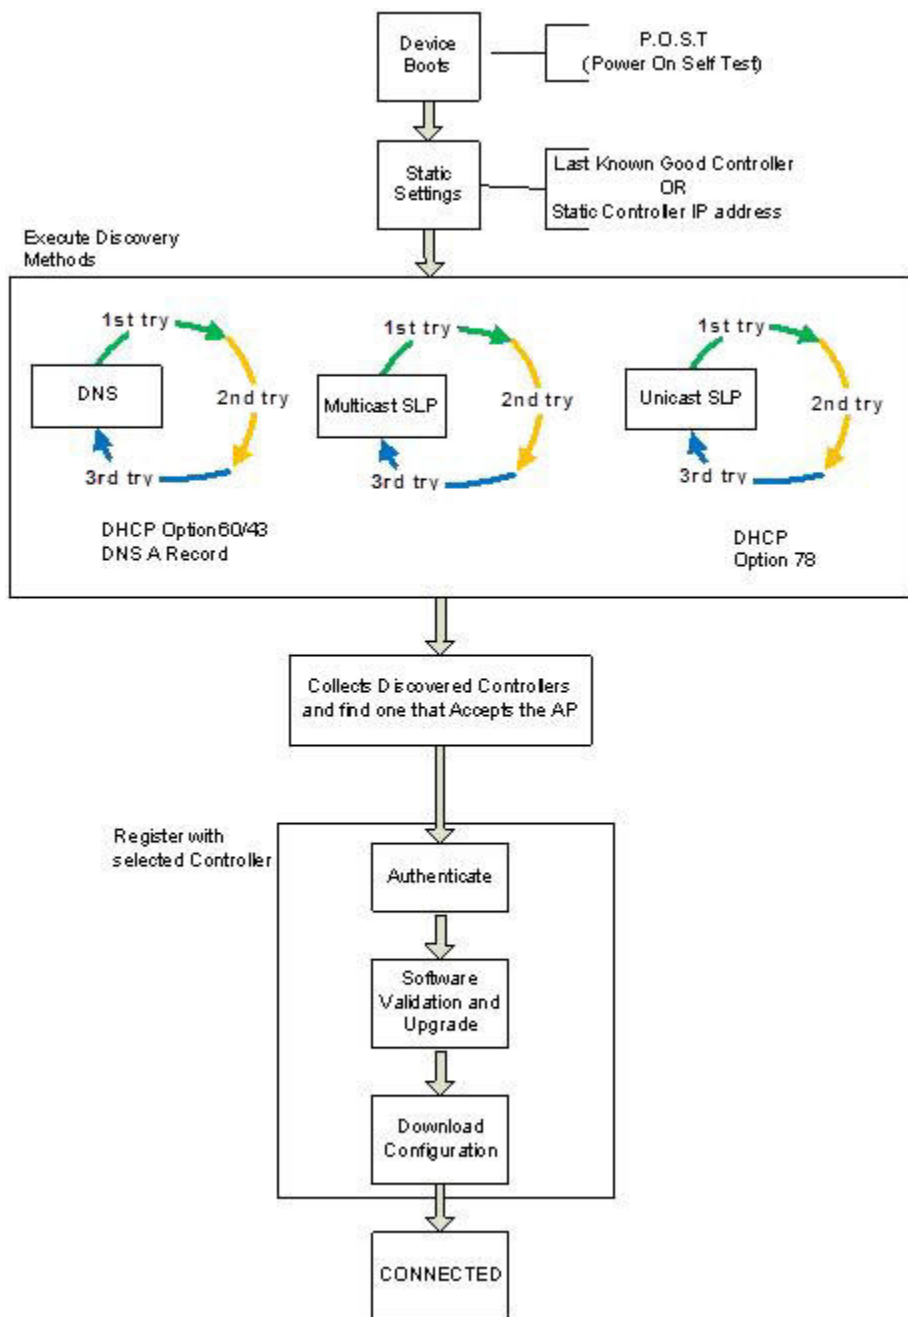 Device
Boots
P.O.S.T
(Power On Self Test)
Static
Settings
Last Known Good Controller
OR
Static Controller IP address
Execute Discovery
Methods
1st try
DNS
2nd try
3rd try
DHCP Option 60/43
DNS A Record
1st try
Multicast SLP
2nd try
3rd try
1st try
Unicast SLP
2nd try
3rd try
DHCP
Option 78
Collects Discovered Controllers
and find one that Accepts the AP
Register with
selected Controller
Authenticate
Software
Validation and
Upgrade
Download
Configuration
CONNECTED